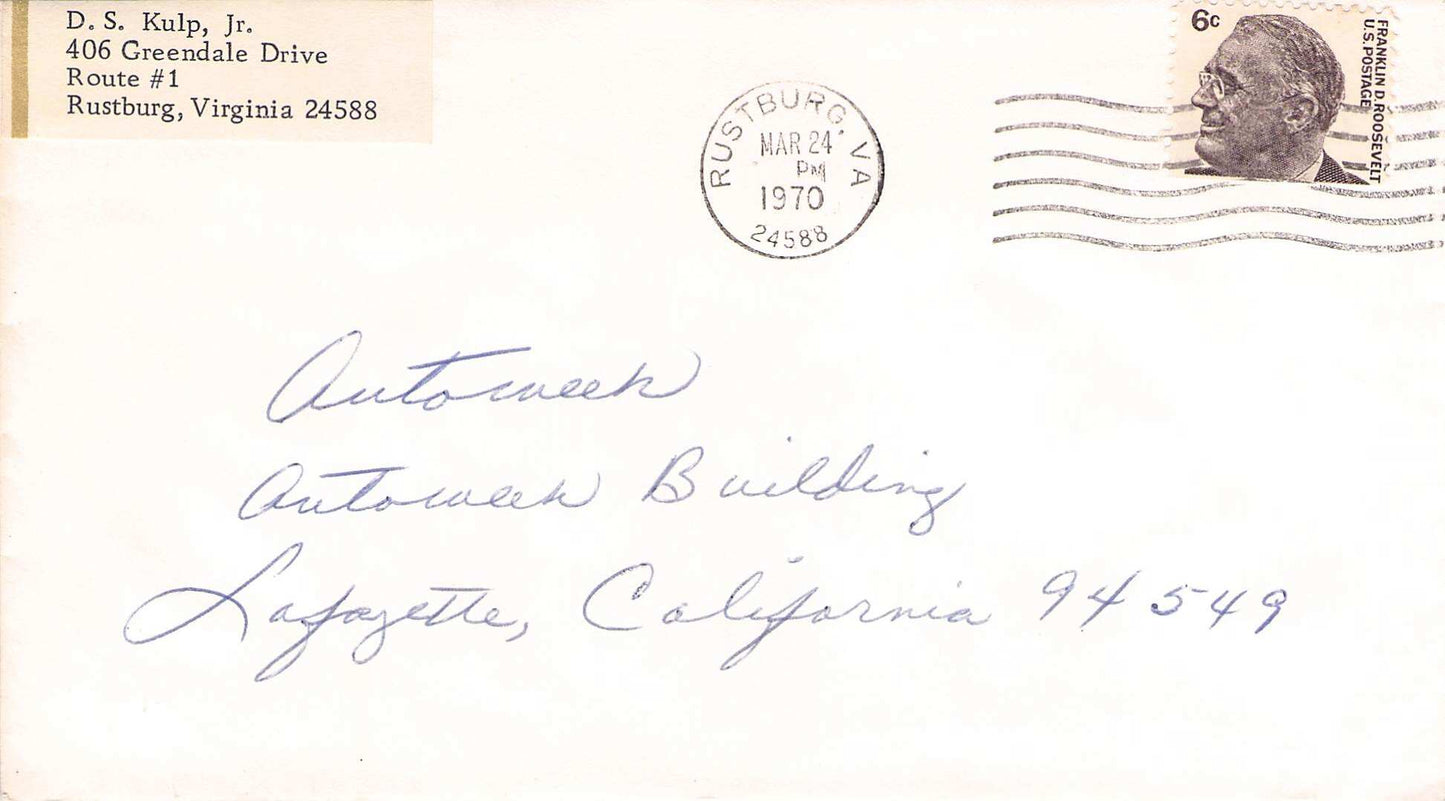 D. S. Kulp, Jr.
406 Greendale Drive
Route #1
Rustburg, Virginia 24588
RUSTBURG, VA
MAR 24
PM
1970
24588
6c
FRANKLIN D. ROOSEVELT
U.S. POSTAGE
Autoweek
Autoweek Building
Lafayette, California 94549